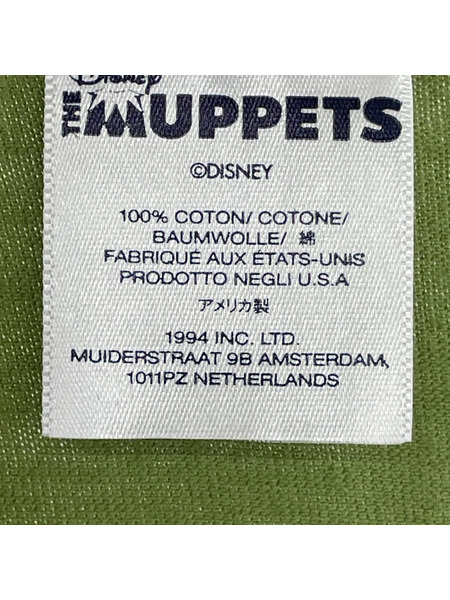 Disney
THE MUPPETS
©DISNEY
100% COTON/ COTONE/
BAUMWOLLE/ 綿
FABRIQUÉ AUX ÉTATS-UNIS
PRODOTTO NEGLI U.S.A
アメリカ製
1994 INC. LTD.
MUIDERSTRAAT 9B AMSTERDAM,
1011PZ NETHERLANDS